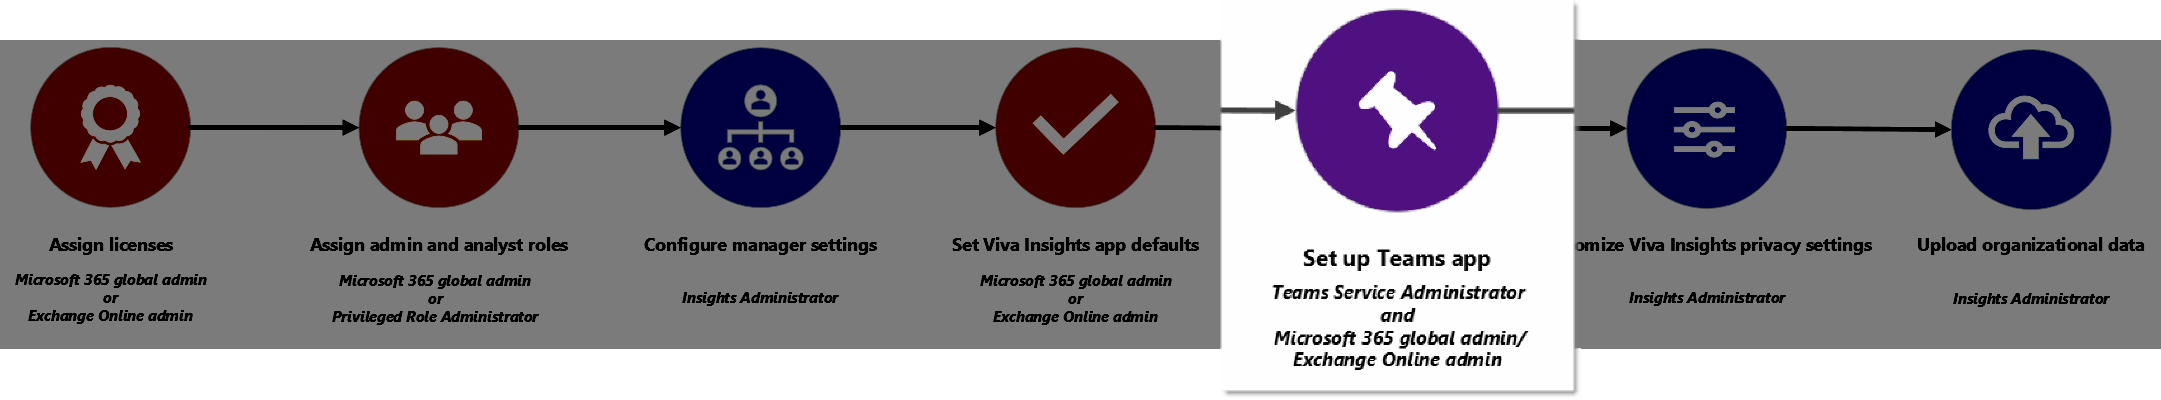 Assign licenses
Microsoft 365 global admin
or
Exchange Online admin
Assign admin and analyst roles
Microsoft 365 global admin
or
Privileged Role Administrator
Configure manager settings
Insights Administrator
Set Viva Insights app defaults
Microsoft 365 global admin
or
Exchange Online admin
Set up Teams app
Teams Service Administrator
and
Microsoft 365 global admin/
Exchange Online admin
omize Viva Insights privacy settings
Insights Administrator
Upload organizational data
Insights Administrator